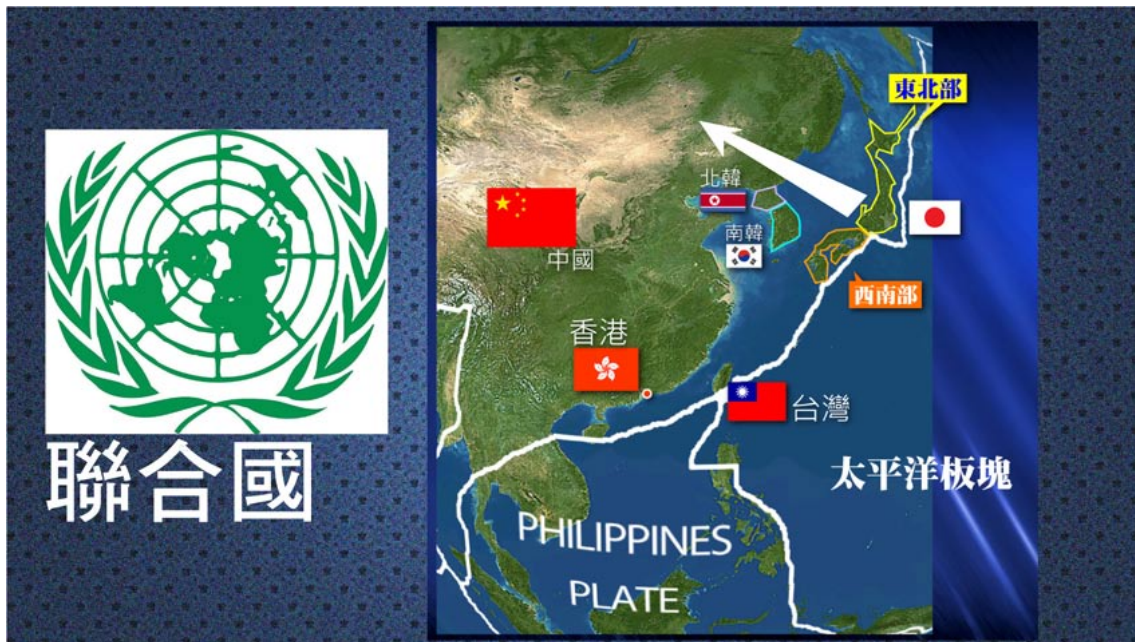 聯合國
東北部
北韓
南韓
中國
西南部
香港
台灣
太平洋板塊
PHILIPPINES
PLATE